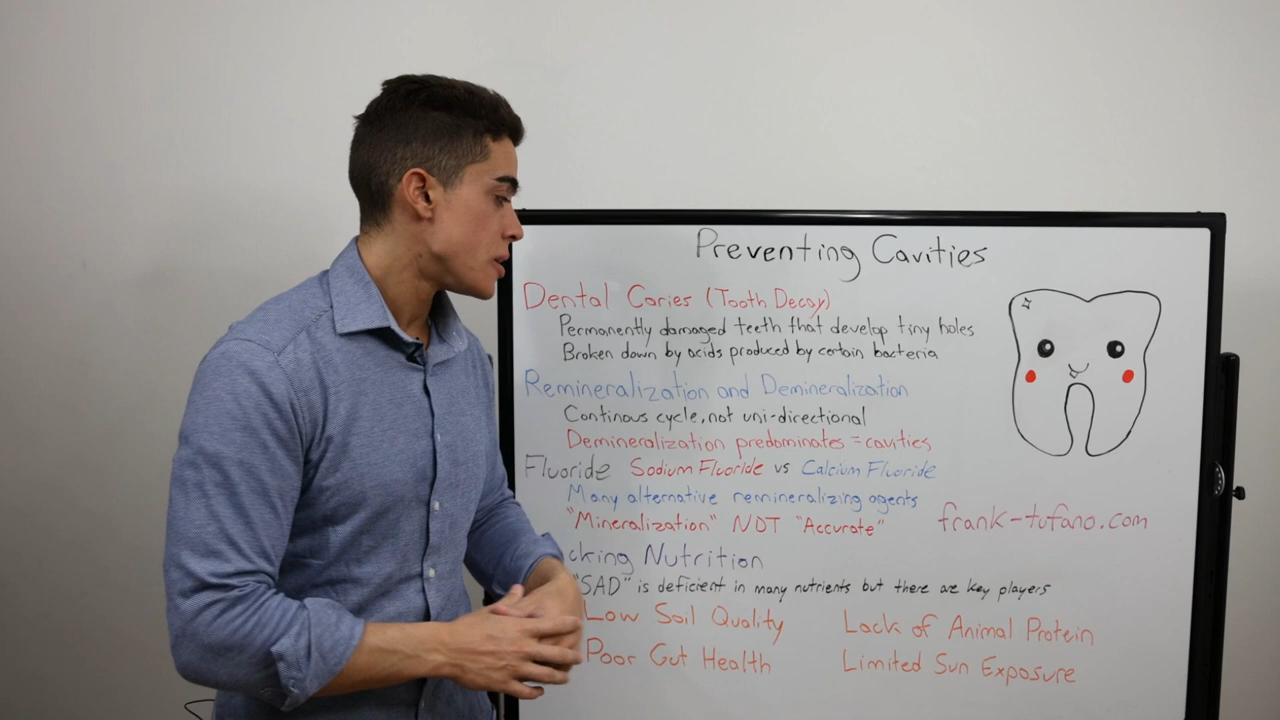 Preventing Cavities
Dental Caries (Tooth Decay)
Permanently damaged teeth that develop tiny holes
Broken down by acids produced by certain bacteria
Remineralization and Demineralization
Continous cycle, not uni-directional
Demineralization predominates = cavities
Fluoride Sodium Fluoride vs Calcium Fluoride
Many alternative remineralizing agents
"Mineralization" NOT "Accurate"
frank-tufano.com
cking Nutrition
"SAD" is deficient in many nutrients but there are key players
Low Soil Quality Lack of Animal Protein
Poor Gut Health Limited Sun Exposure